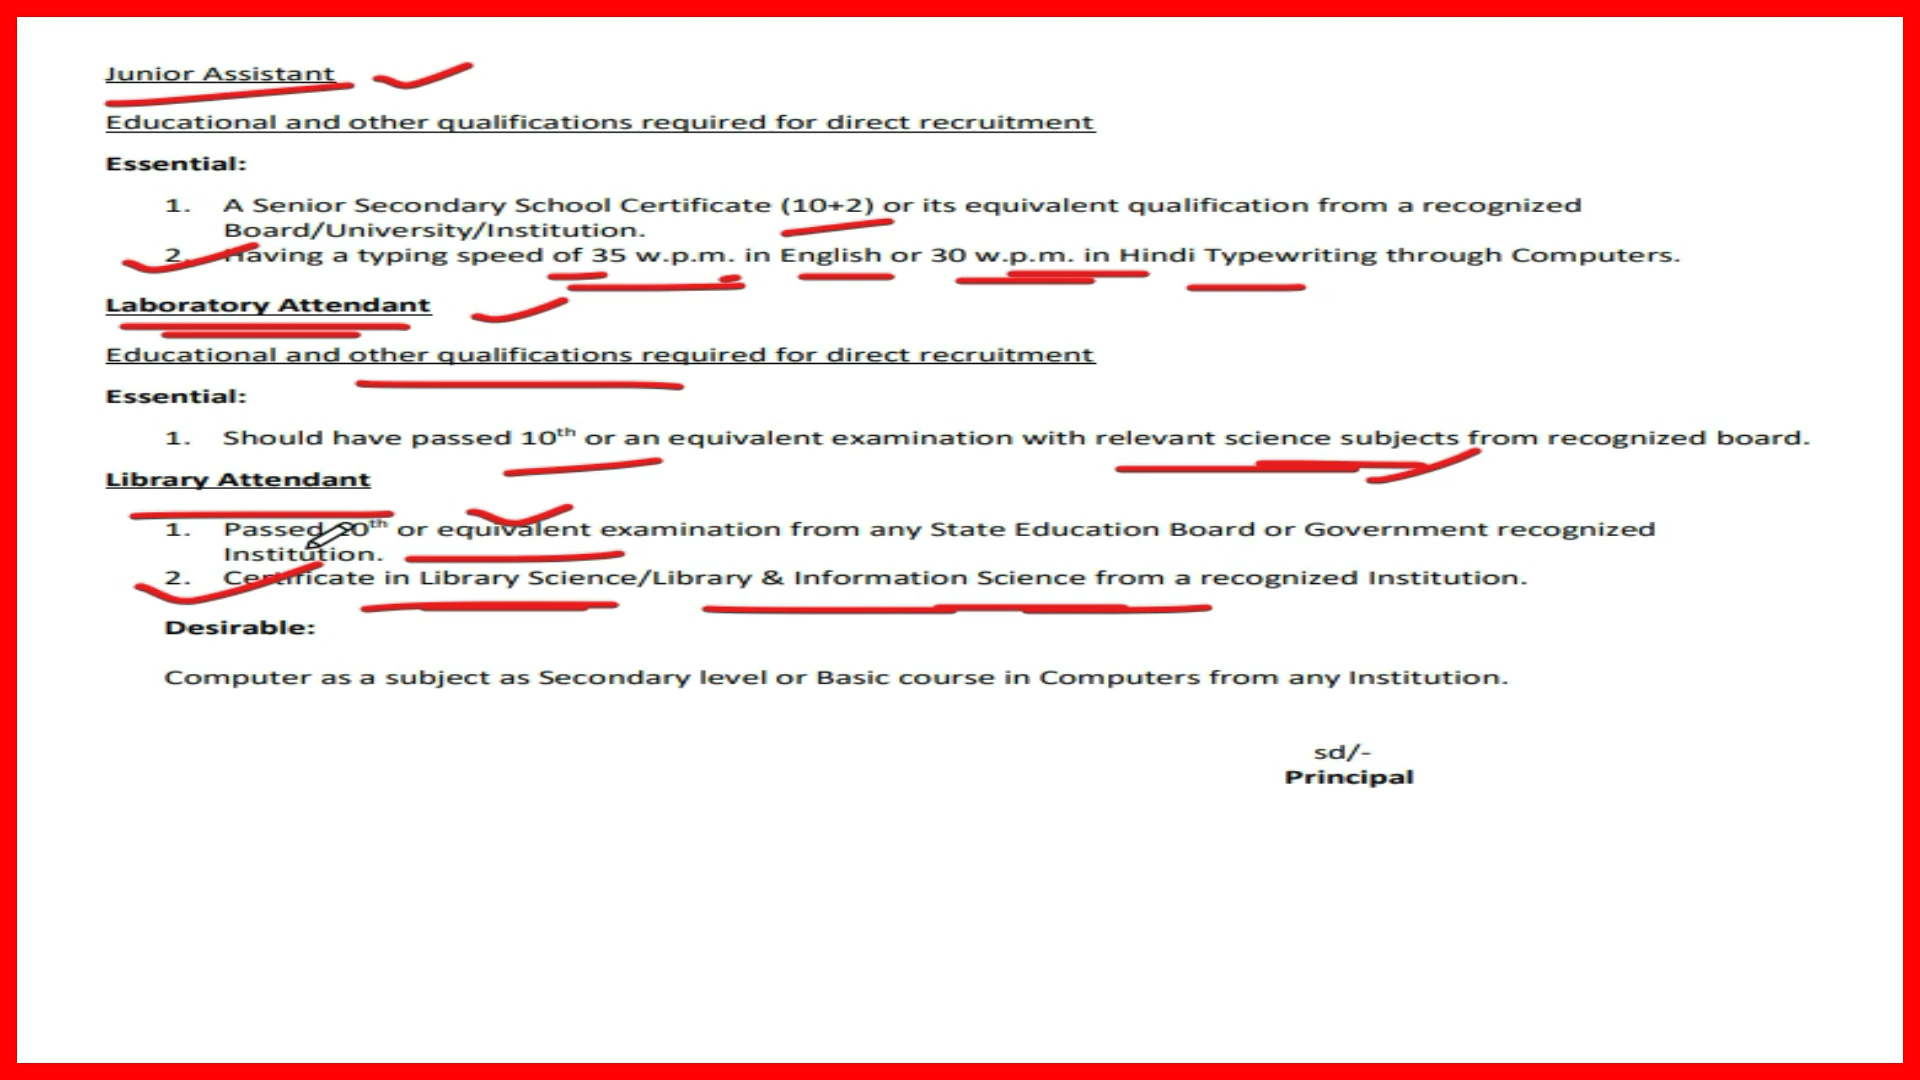 Junior Assistant
Educational and other qualifications required for direct recruitment
Essential:
1. A Senior Secondary School Certificate (10+2) or its equivalent qualification from a recognized
Board/University/Institution.
2. Having a typing speed of 35 w.p.m. in English or 30 w.p.m. in Hindi Typewriting through Computers.
Laboratory Attendant
Educational and other qualifications required for direct recruitment
Essential:
1. Should have passed 10th or an equivalent examination with relevant science subjects from recognized board.
Library Attendant
1. Passed or equivalent examination from any State Education Board or Government recognized
Institution.
2. Certificate in Library Science/Library & Information Science from a recognized Institution.
Desirable:
Computer as a subject as Secondary level or Basic course in Computers from any Institution.
sd/-
Principal